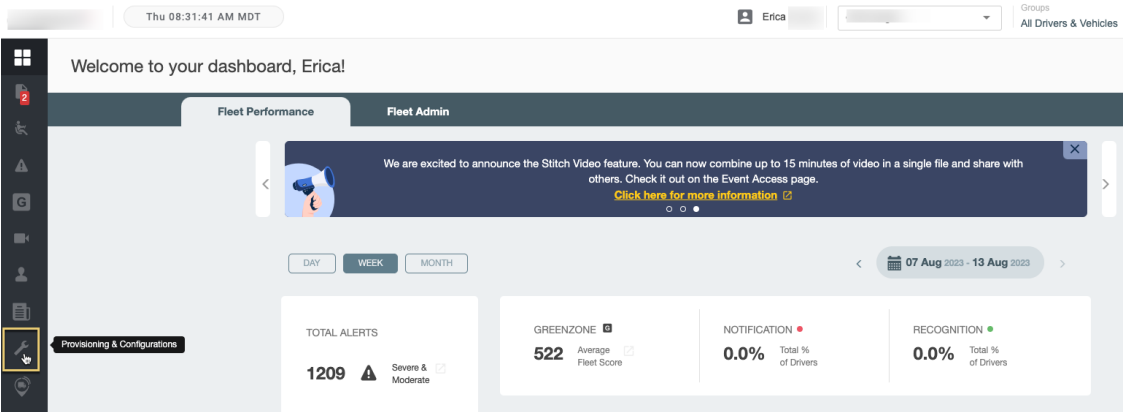 Thu 08:31:41 AM MDT
Erica
Groups
All Drivers & Vehicles
Welcome to your dashboard, Erica!
2
Fleet Performance
Fleet Admin
We are excited to announce the Stitch Video feature. You can now combine up to 15 minutes of video in a single file and share with
others. Check it out on the Event Access page.
Click here for more information
G
DAY
WEEK
MONTH
07 Aug 2023 - 13 Aug 2023
TOTAL ALERTS
1209
Severe &
Moderate
GREENZONE G
522
Average
Fleet Score
NOTIFICATION
0.0%
Total %
of Drivers
RECOGNITION
0.0%
Total %
of Drivers
Provisioning & Configurations